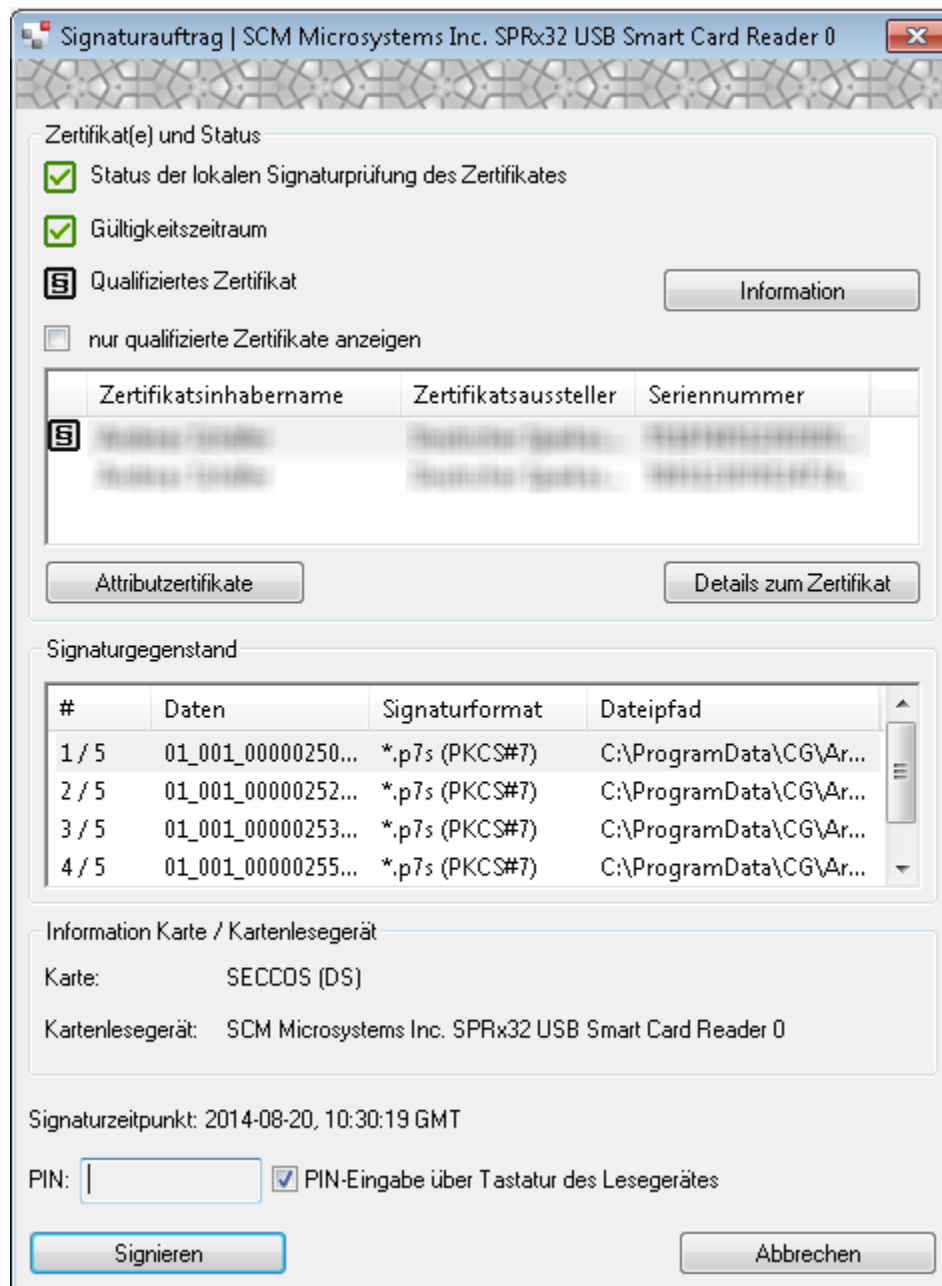 Signaturauftrag | SCM Microsystems Inc. SPRx32 USB Smart Card Reader 0
Zertifikat(e) und Status
Status der lokalen Signaturprüfung des Zertifikates
Gültigkeitszeitraum
§ Qualifiziertes Zertifikat
Information
nur qualifizierte Zertifikate anzeigen
Zertifikatsinhabername Zertifikatsaussteller Seriennummer
§
Attributzertifikate Details zum Zertifikat
Signaturgegenstand
# Daten Signaturformat Dateipfad
1 / 5 01_001_00000250... *.p7s (PKCS#7) C:\ProgramData\CG\Ar...
2 / 5 01_001_00000252... *.p7s (PKCS#7) C:\ProgramData\CG\Ar...
3 / 5 01_001_00000253... *.p7s (PKCS#7) C:\ProgramData\CG\Ar...
4 / 5 01_001_00000255... *.p7s (PKCS#7) C:\ProgramData\CG\Ar...
Information Karte / Kartenlesegerät
Karte: SECCOS (DS)
Kartenlesegerät: SCM Microsystems Inc. SPRx32 USB Smart Card Reader 0
Signaturzeitpunkt: 2014-08-20, 10:30:19 GMT
PIN: PIN-Eingabe über Tastatur des Lesegerätes
Signieren Abbrechen